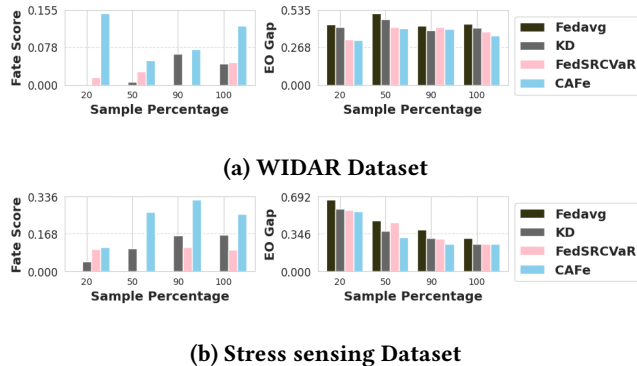 0.155
0.078
0.000
Fate Score
20 50 90 100
Sample Percentage
0.535
0.268
0.000
EO Gap
20 50 90 100
Sample Percentage
Fedavg
KD
FedSRCVaR
CAFe
(a) WIDAR Dataset
0.336
0.168
0.000
Fate Score
20 50 90 100
Sample Percentage
0.692
0.346
0.000
EO Gap
20 50 90 100
Sample Percentage
Fedavg
KD
FedSRCVaR
CAFe
(b) Stress sensing Dataset